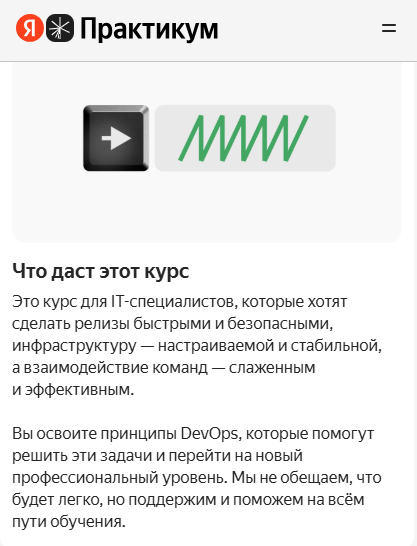 Я Практикум
Что даст этот курс
Это курс для IT-специалистов, которые хотят
сделать релизы быстрыми и безопасными,
инфраструктуру — настраиваемой и стабильной,
а взаимодействие команд — слаженным
и эффективным.
Вы освоите принципы DevOps, которые помогут
решить эти задачи и перейти на новый
профессиональный уровень. Мы не обещаем, что
будет легко, но поддержим и поможем на всём
пути обучения.